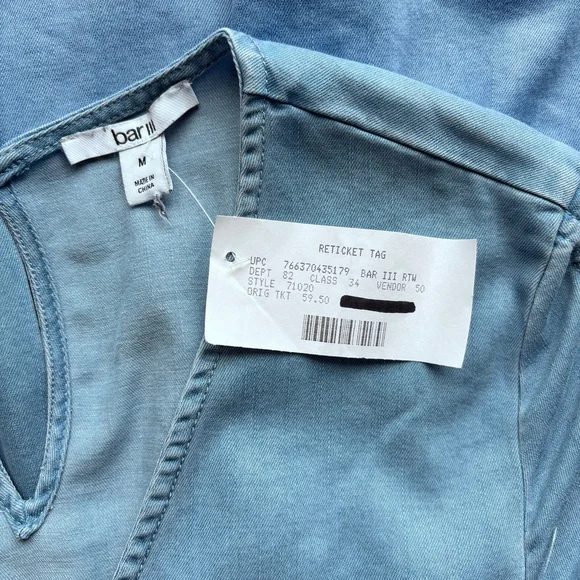 bar III
M
MADE IN
CHINA
RETICKET TAG
UPC 766370435179 BAR III RTW
DEPT 82 CLASS 34 VENDOR 50
STYLE 71020
ORIG TKT 59.50